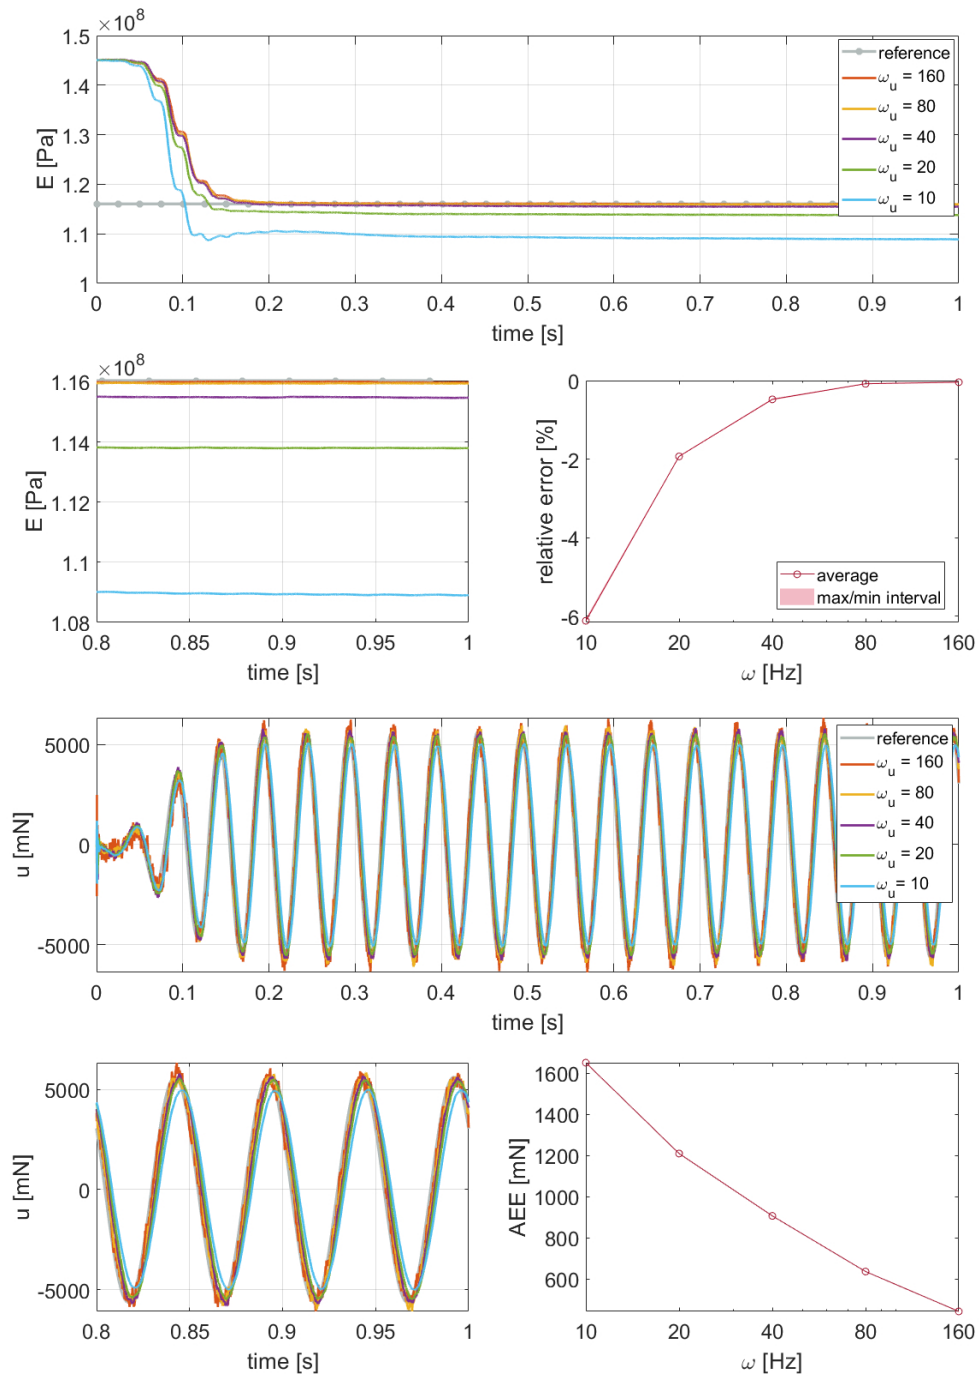 ×10⁸
1.5
1.4
1.3
1.2
1.1
1
E [Pa]
0 0.1 0.2 0.3 0.4 0.5 0.6 0.7 0.8 0.9 1
time [s]
reference
ω_u = 160
ω_u = 80
ω_u = 40
ω_u = 20
ω_u = 10
×10⁸
1.16
1.14
1.12
1.1
1.08
E [Pa]
0.8 0.85 0.9 0.95 1
time [s]
0
-2
-4
-6
relative error [%]
average
max/min interval
10 20 40 80 160
ω [Hz]
5000
0
-5000
u [mN]
0 0.1 0.2 0.3 0.4 0.5 0.6 0.7 0.8 0.9 1
time [s]
reference
ω_u = 160
ω_u = 80
ω_u = 40
ω_u = 20
ω_u= 10
5000
0
-5000
u [mN]
0.8 0.85 0.9 0.95 1
time [s]
1600
1400
1200
1000
800
600
AEE [mN]
10 20 40 80 160
ω [Hz]